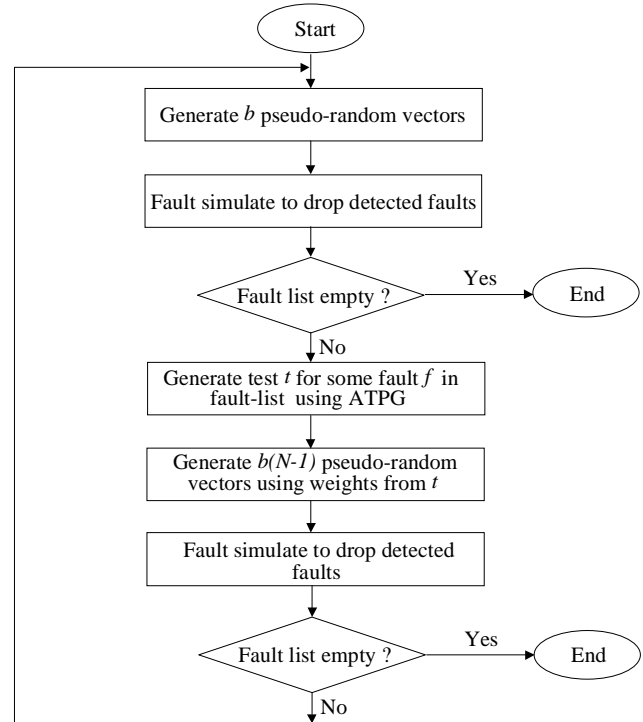 Start
Generate b pseudo-random vectors
Fault simulate to drop detected faults
Fault list empty ?
Yes
End
No
Generate test t for some fault f in
fault-list using ATPG
Generate b(N-1) pseudo-random
vectors using weights from t
Fault simulate to drop detected
faults
Fault list empty ?
Yes
End
No